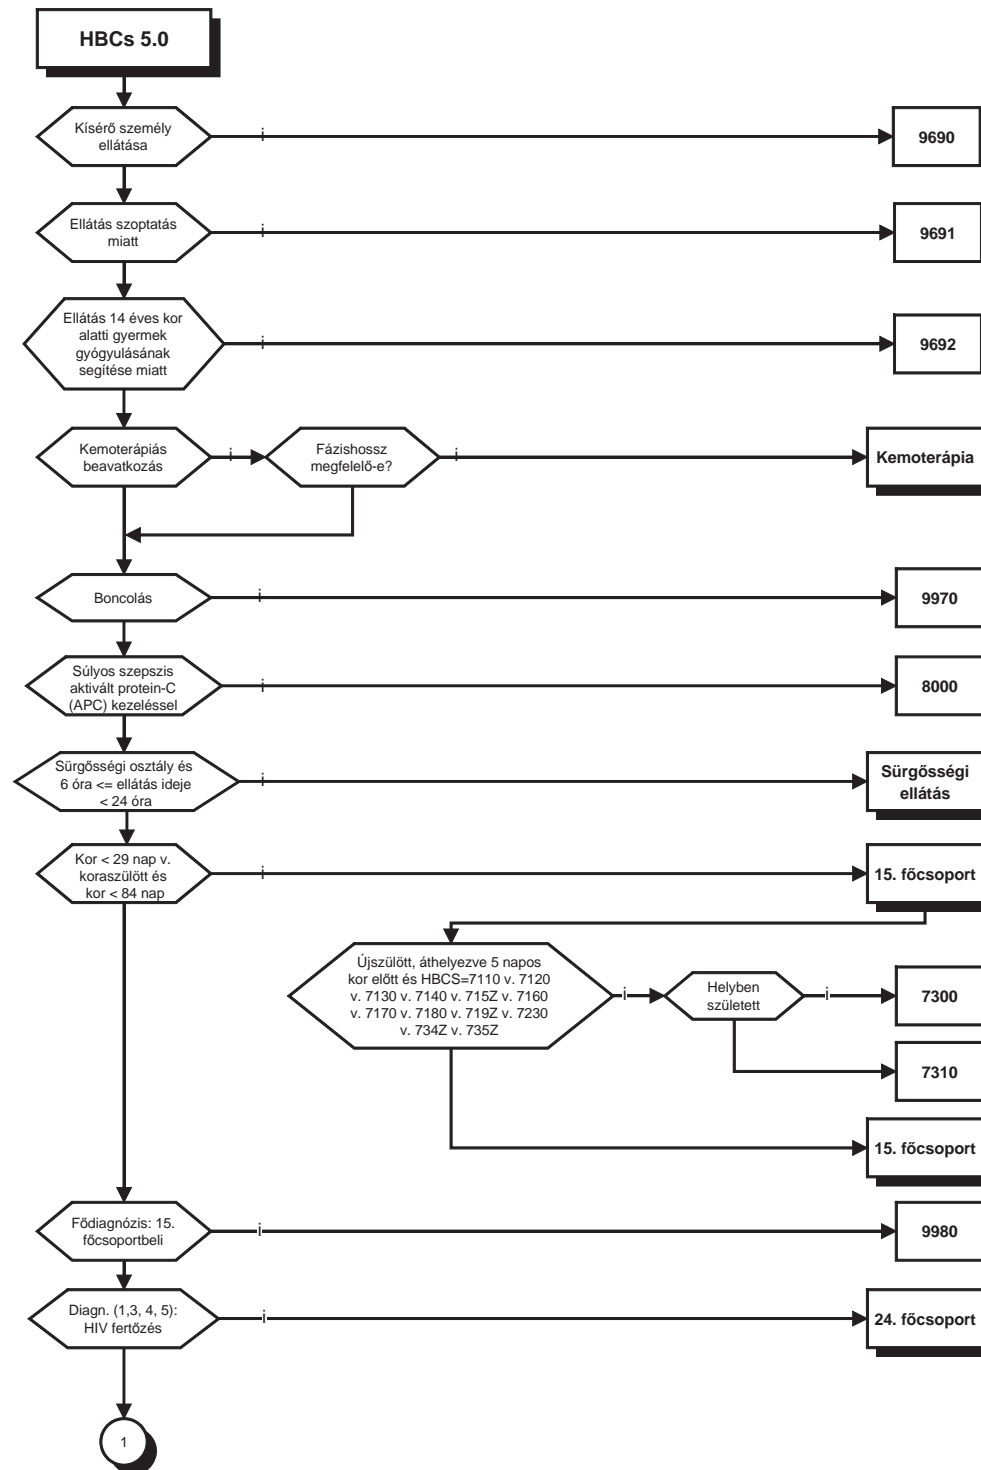 HBCs 5.0
Kísérő személy
ellátása
i
9690
Ellátás szoptatás
miatt
i
9691
Ellátás 14 éves kor
alatti gyermek
gyógyulásának
segítése miatt
i
9692
Kemoterápiás
beavatkozás
i
Fázishossz
megfelelő-e?
i
Kemoterápia
Boncolás
i
9970
Súlyos szepszis
aktivált protein-C
(APC) kezeléssel
i
8000
Sürgősségi osztály és
6 óra <= ellátás ideje
< 24 óra
i
Sürgősségi
ellátás
Kor < 29 nap v.
koraszülött és
kor < 84 nap
i
15. főcsoport
Újszülött, áthelyezve 5 napos
kor előtt és HBCS=7110 v. 7120
v. 7130 v. 7140 v. 715Z v. 7160
v. 7170 v. 7180 v. 719Z v. 7230
v. 734Z v. 735Z
i
Helyben
született
i
7300
7310
15. főcsoport
Fődiagnózis: 15.
főcsoportbeli
i
9980
Diagn. (1,3, 4, 5):
HIV fertőzés
i
24. főcsoport
1